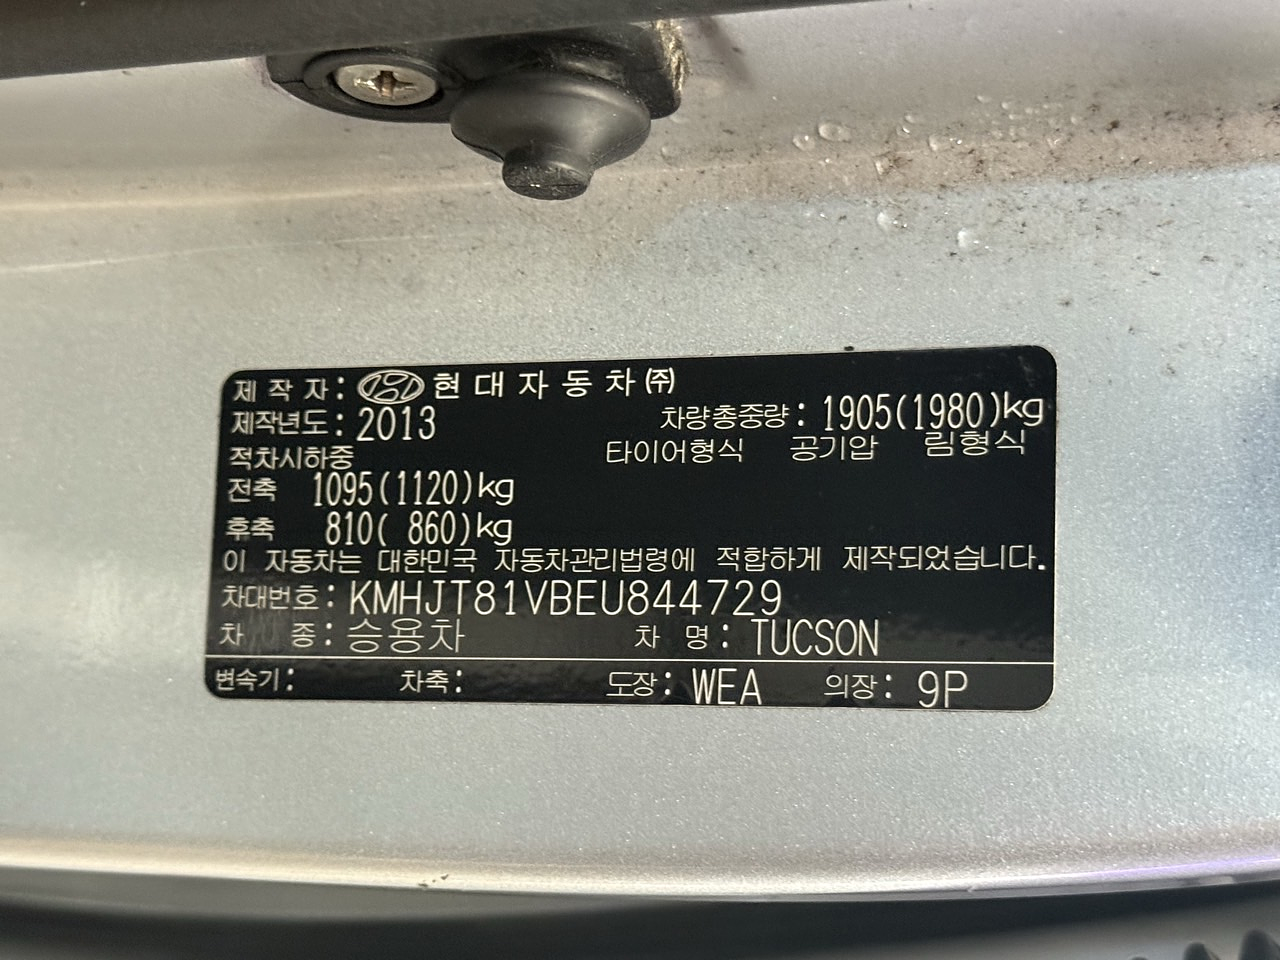 제 작 자 : 현 대 자 동 차 ㈜
제작년도 : 2013 차량총중량 : 1905(1980)kg
적차시하중 타이어형식 공기압 림형식
전축 1095(1120)kg
후축 810( 860)kg
이 자동차는 대한민국 자동차관리법령에 적합하게 제작되었습니다.
차대번호 : KMHJT81VBEU844729
차 종 : 승용차 차 명 : TUCSON
변속기 : 차축 : 도장 : WEA 의장 : 9P